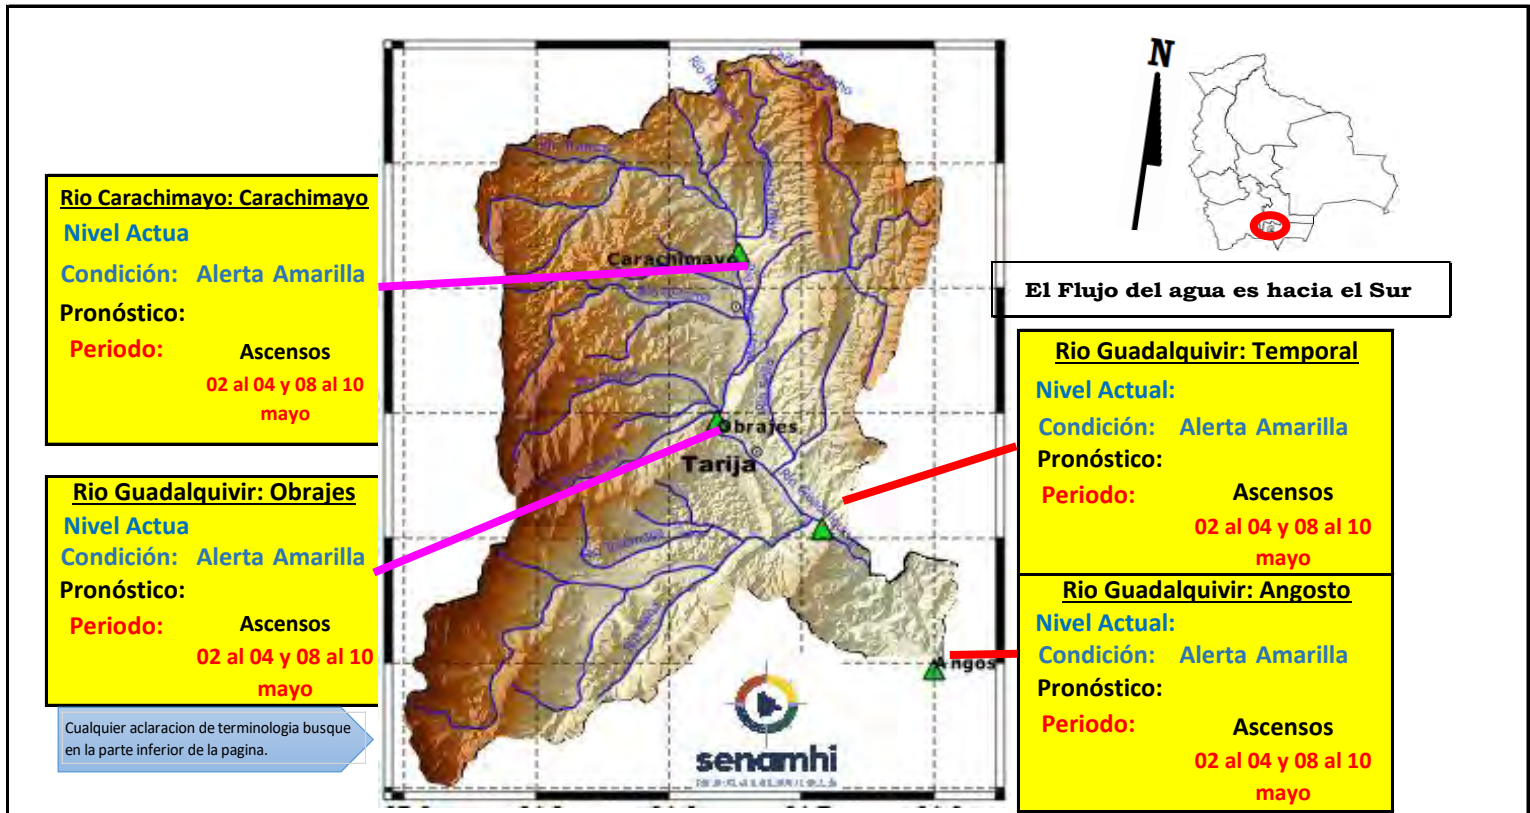 Rio Carachimayo: Carachimayo
Nivel Actua
Condición: Alerta Amarilla
Pronóstico:
Periodo: Ascensos
02 al 04 y 08 al 10
mayo
Rio Guadalquivir: Obrajes
Nivel Actua
Condición: Alerta Amarilla
Pronóstico:
Periodo: Ascensos
02 al 04 y 08 al 10
mayo
Cualquier aclaracion de terminologia busque
en la parte inferior de la pagina.
Carachimayo
Obrajes
Tarija
Angos
senamhi
N
El Flujo del agua es hacia el Sur
Rio Guadalquivir: Temporal
Nivel Actual:
Condición: Alerta Amarilla
Pronóstico:
Periodo: Ascensos
02 al 04 y 08 al 10
mayo
Rio Guadalquivir: Angosto
Nivel Actual:
Condición: Alerta Amarilla
Pronóstico:
Periodo: Ascensos
02 al 04 y 08 al 10
mayo